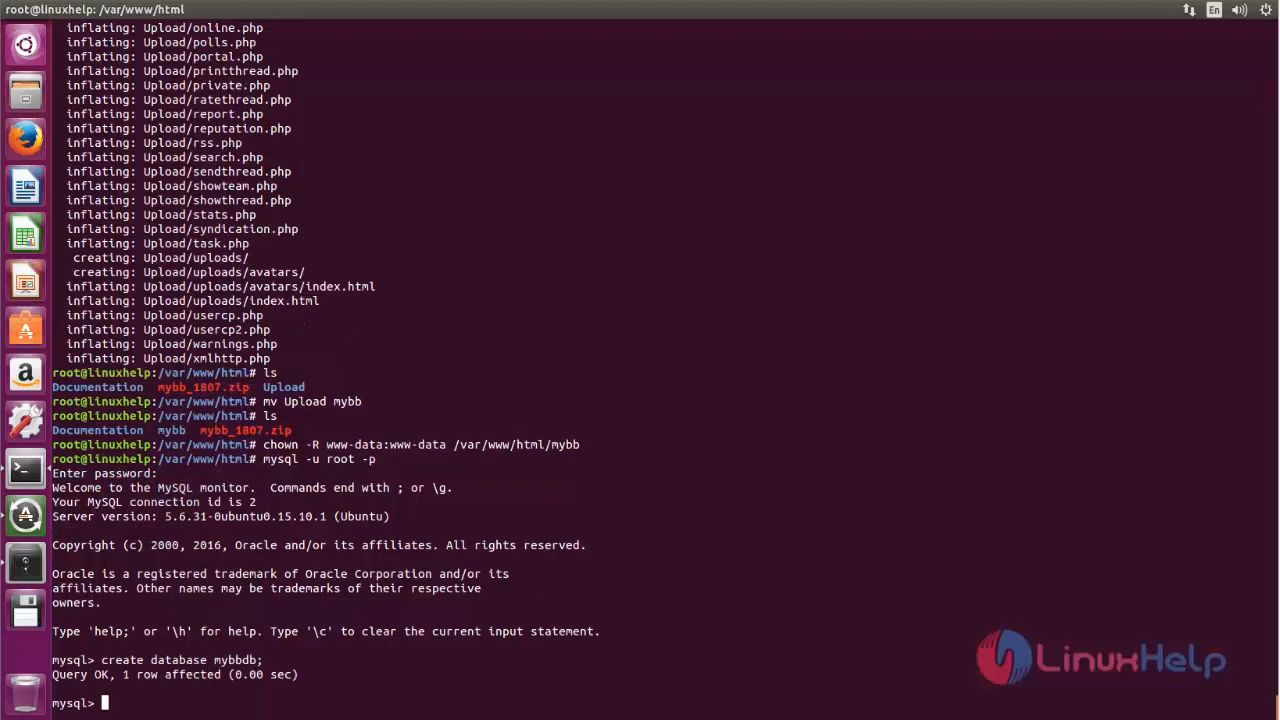 root@linuxhelp: /var/www/html
En
inflating: Upload/online.php
inflating: Upload/polls.php
inflating: Upload/portal.php
inflating: Upload/printthread.php
inflating: Upload/private.php
inflating: Upload/ratethread.php
inflating: Upload/report.php
inflating: Upload/reputation.php
inflating: Upload/rss.php
inflating: Upload/search.php
inflating: Upload/sendthread.php
inflating: Upload/showteam.php
inflating: Upload/showthread.php
inflating: Upload/stats.php
inflating: Upload/syndication.php
inflating: Upload/task.php
creating: Upload/uploads/
creating: Upload/uploads/avatars/
inflating: Upload/uploads/avatars/index.html
inflating: Upload/uploads/index.html
inflating: Upload/usercp.php
inflating: Upload/usercp2.php
inflating: Upload/warnings.php
inflating: Upload/xmlhttp.php
root@linuxhelp:/var/www/html# ls
Documentation  mybb_1807.zip  Upload
root@linuxhelp:/var/www/html# mv Upload mybb
root@linuxhelp:/var/www/html# ls
Documentation  mybb  mybb_1807.zip
root@linuxhelp:/var/www/html# chown -R www-data:www-data /var/www/html/mybb
root@linuxhelp:/var/www/html# mysql -u root -p
Enter password:
Welcome to the MySQL monitor.  Commands end with ; or \g.
Your MySQL connection id is 2
Server version: 5.6.31-0ubuntu0.15.10.1 (Ubuntu)
Copyright (c) 2000, 2016, Oracle and/or its affiliates. All rights reserved.
Oracle is a registered trademark of Oracle Corporation and/or its
affiliates. Other names may be trademarks of their respective
owners.
Type 'help;' or '\h' for help. Type '\c' to clear the current input statement.
mysql> create database mybbdb;
Query OK, 1 row affected (0.00 sec)
mysql>
LinuxHelp